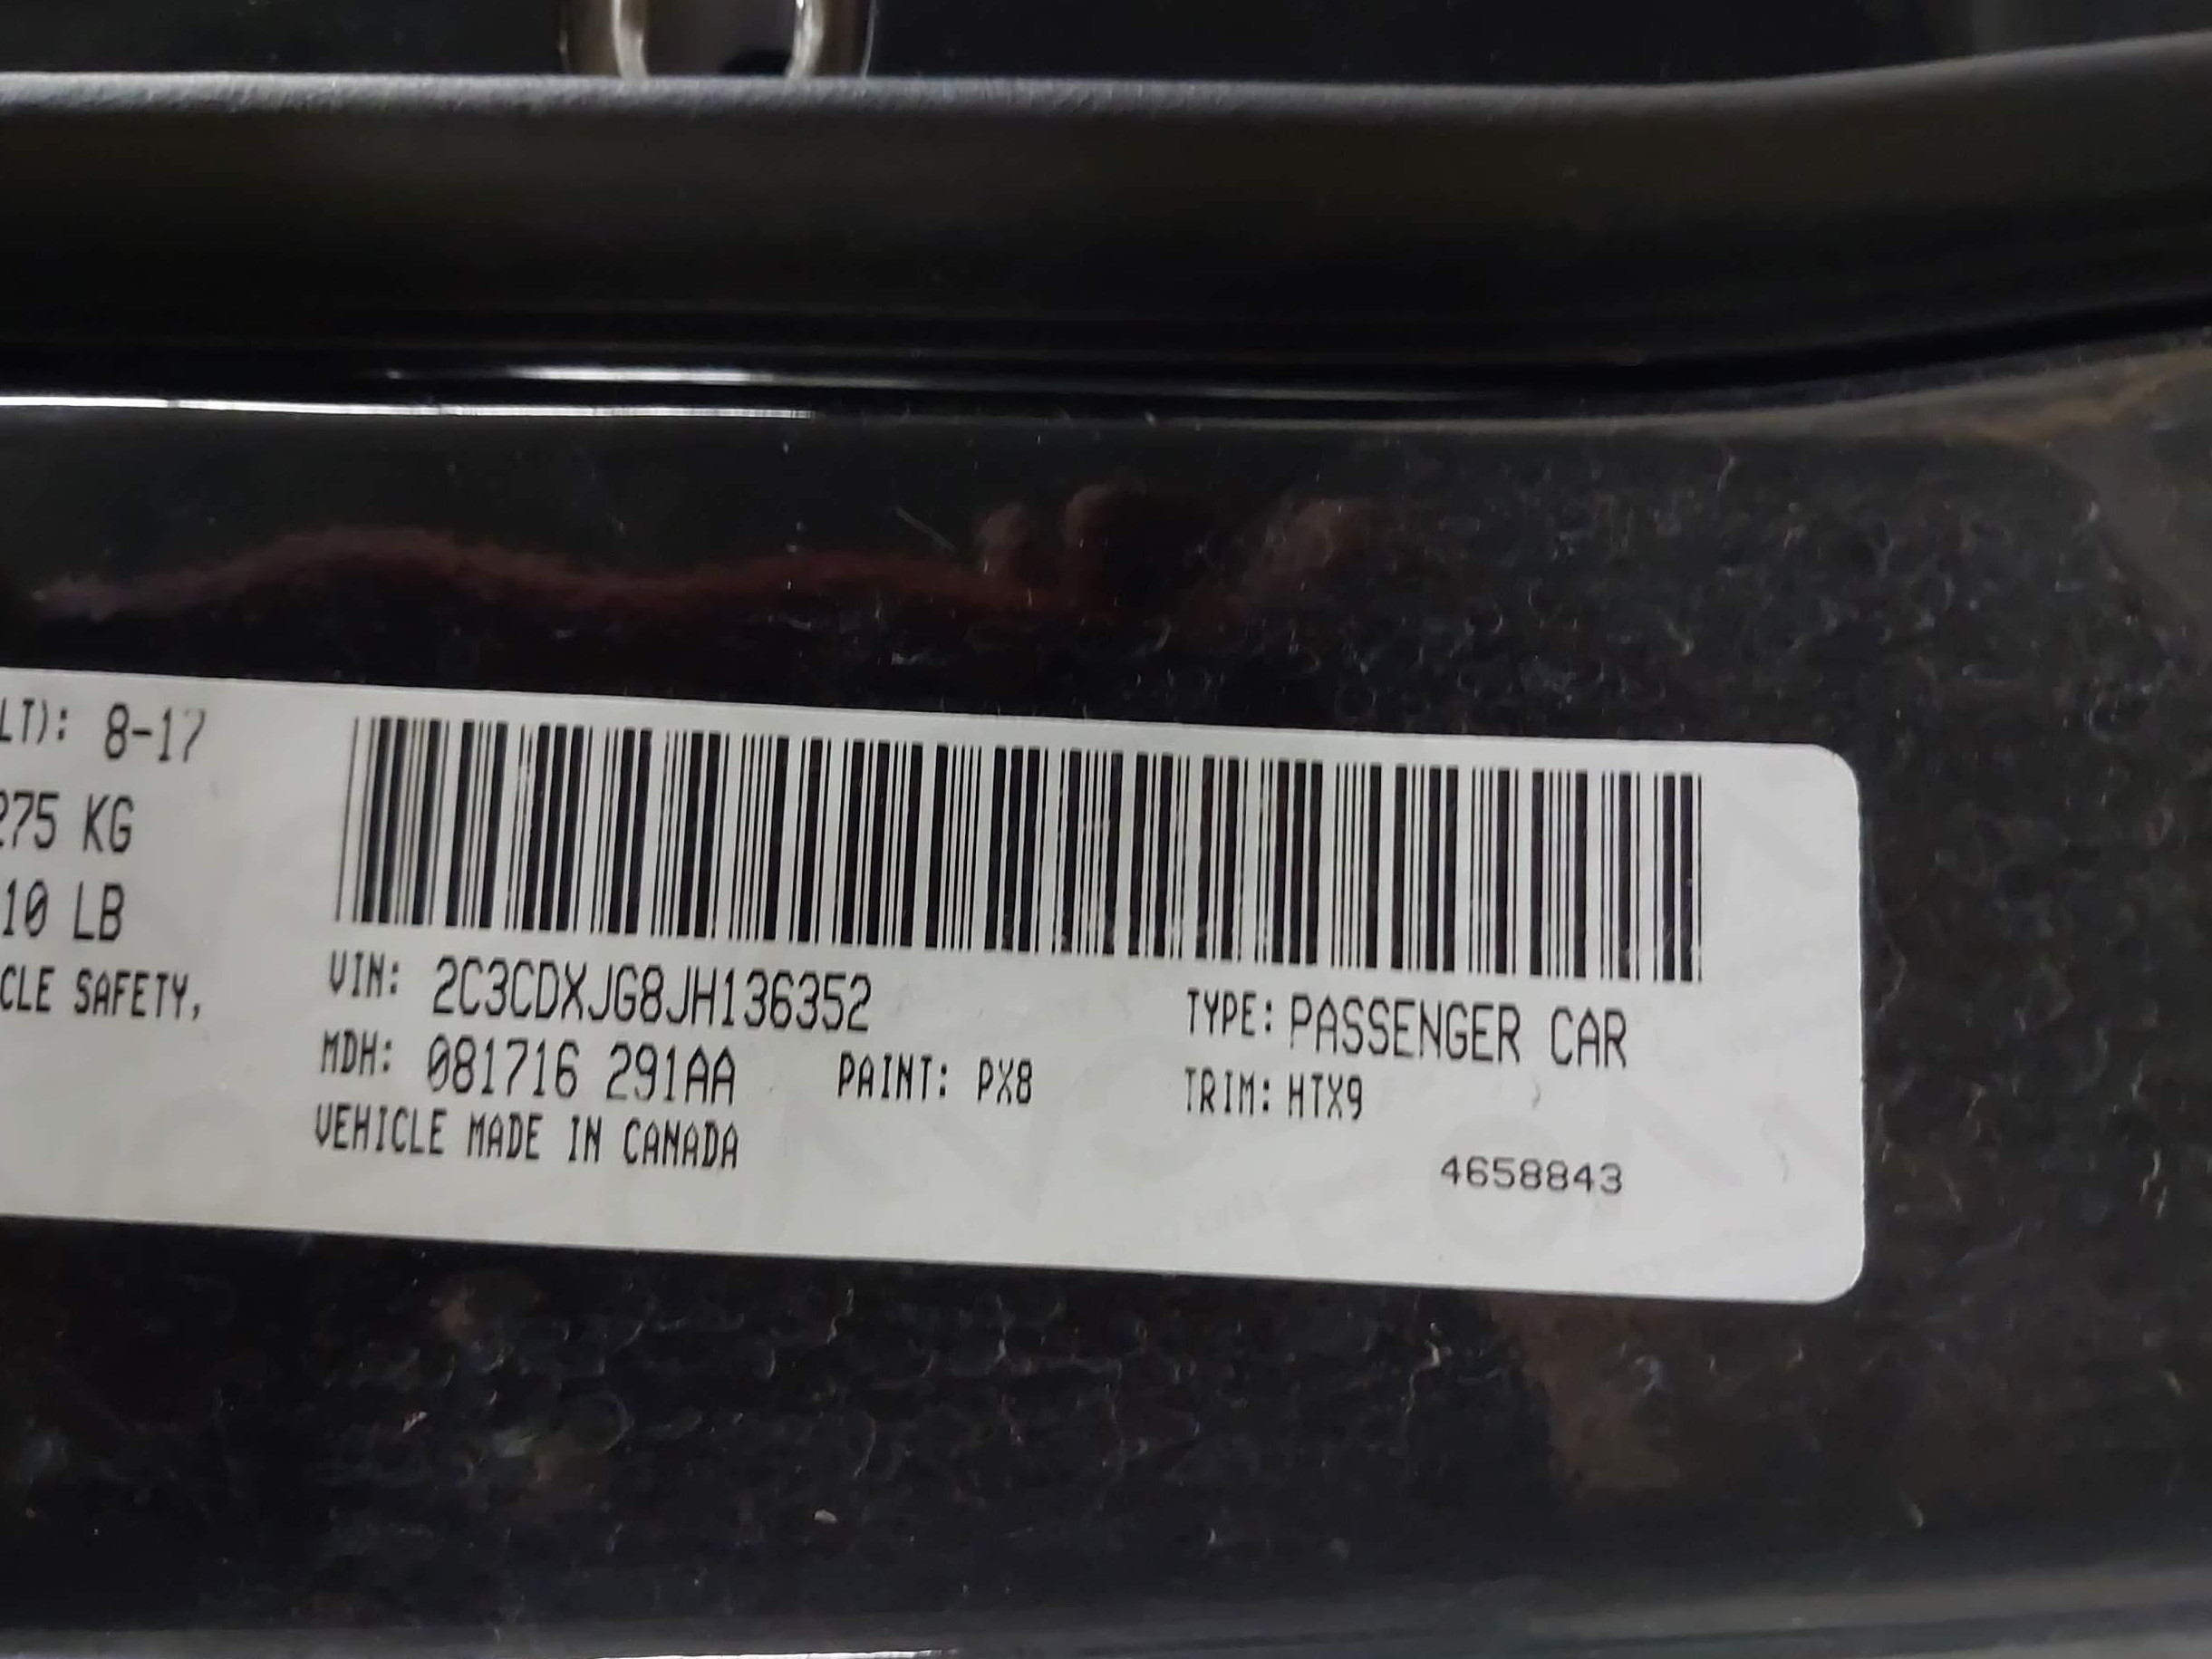 LT): 8-17
275 KG
10 LB
CLE SAFETY,
VIN: 2C3CDXJG8JH136352
TYPE: PASSENGER CAR
MDH: 081716 291AA PAINT: PX8
TRIM: HTX9
VEHICLE MADE IN CANADA
4658843